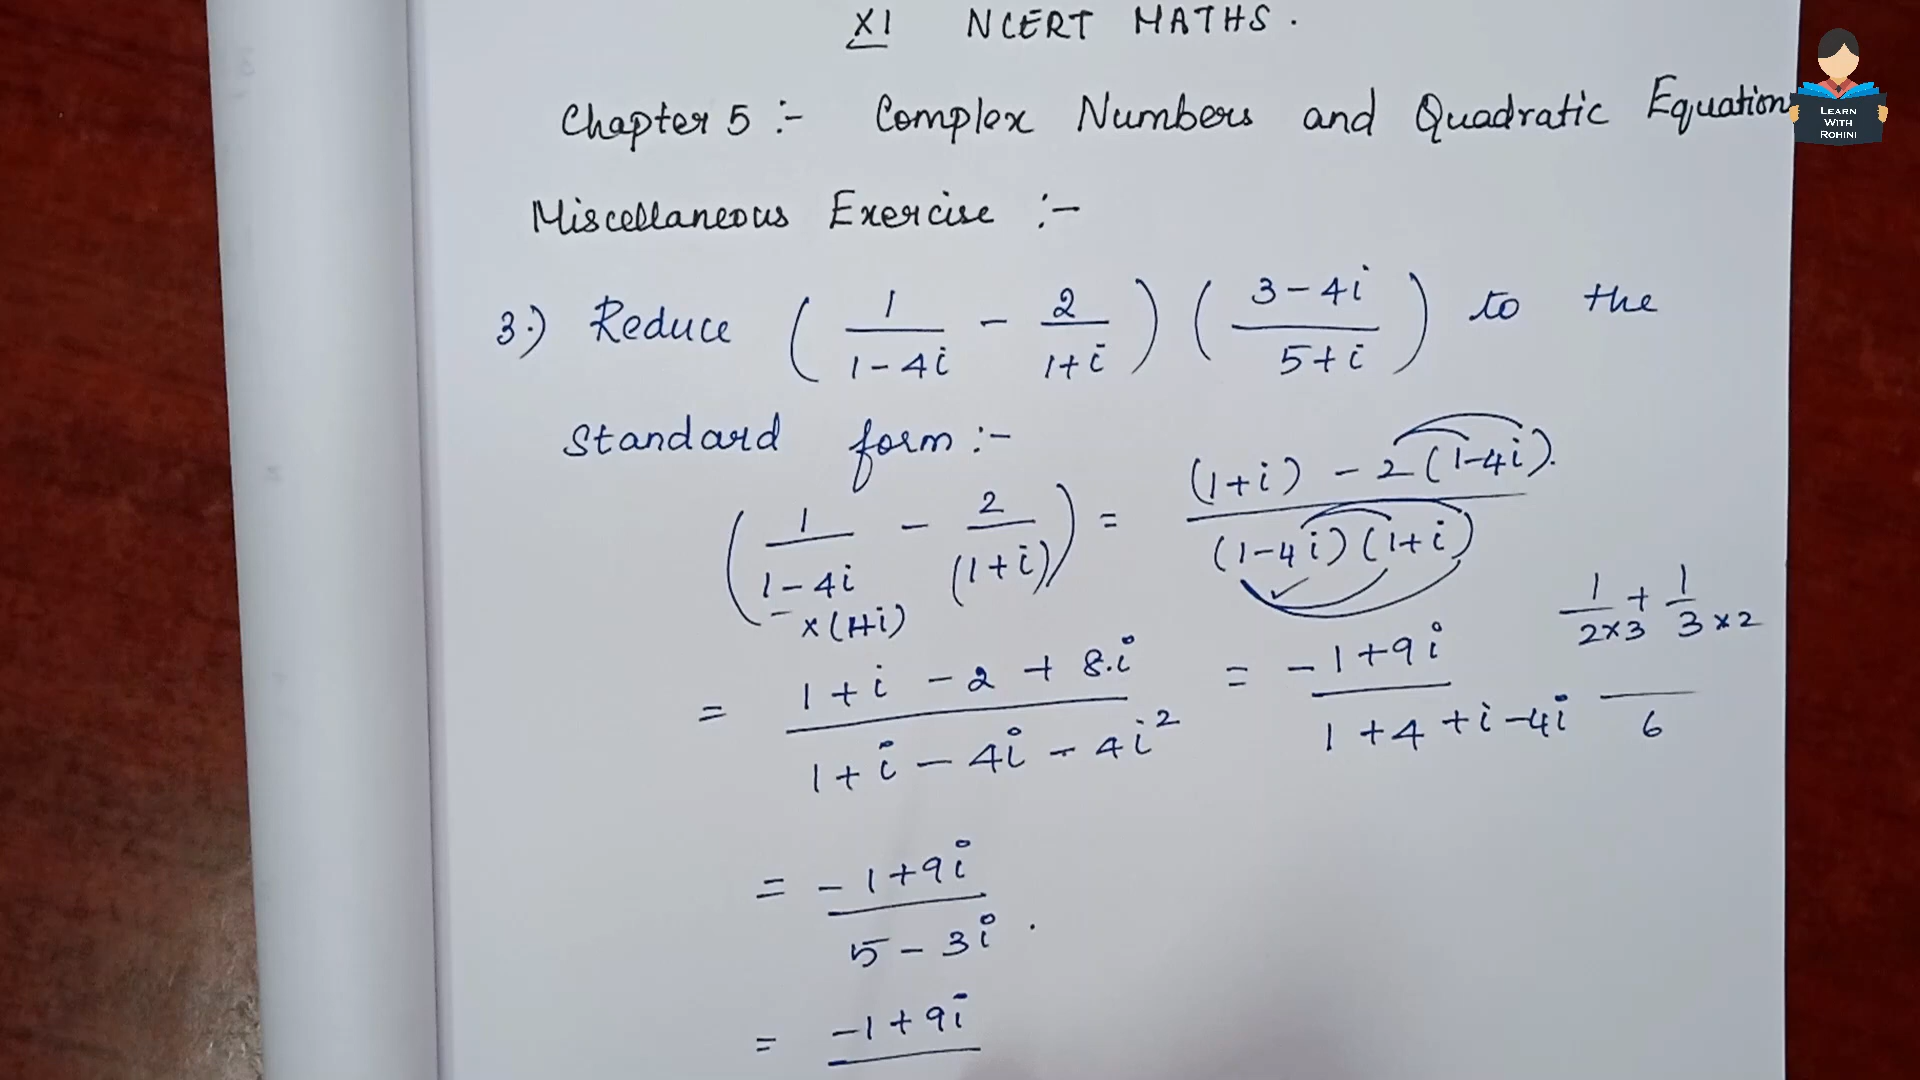 XI NCERT MATHS.
Chapter 5 :- Complex Numbers and Quadratic Equation
LEARN WITH ROHINI
Miscellaneous Exercise :-
3.) Reduce (1/(1-4i) - 2/(1+i)) ((3-4i)/(5+i)) to the
Standard form :-
(1/(1-4i) - 2/(1+i)) = ((1+i) - 2(1-4i).)/((1-4i)(1+i))
×(1+i)
1/(2×3) + 1/(3×2)
6
= (1+i-2+8.i)/(1+i-4i-4i²) = (-1+9i)/(1+4+i-4i)
= (-1+9i)/(5-3i).
= -1+9i